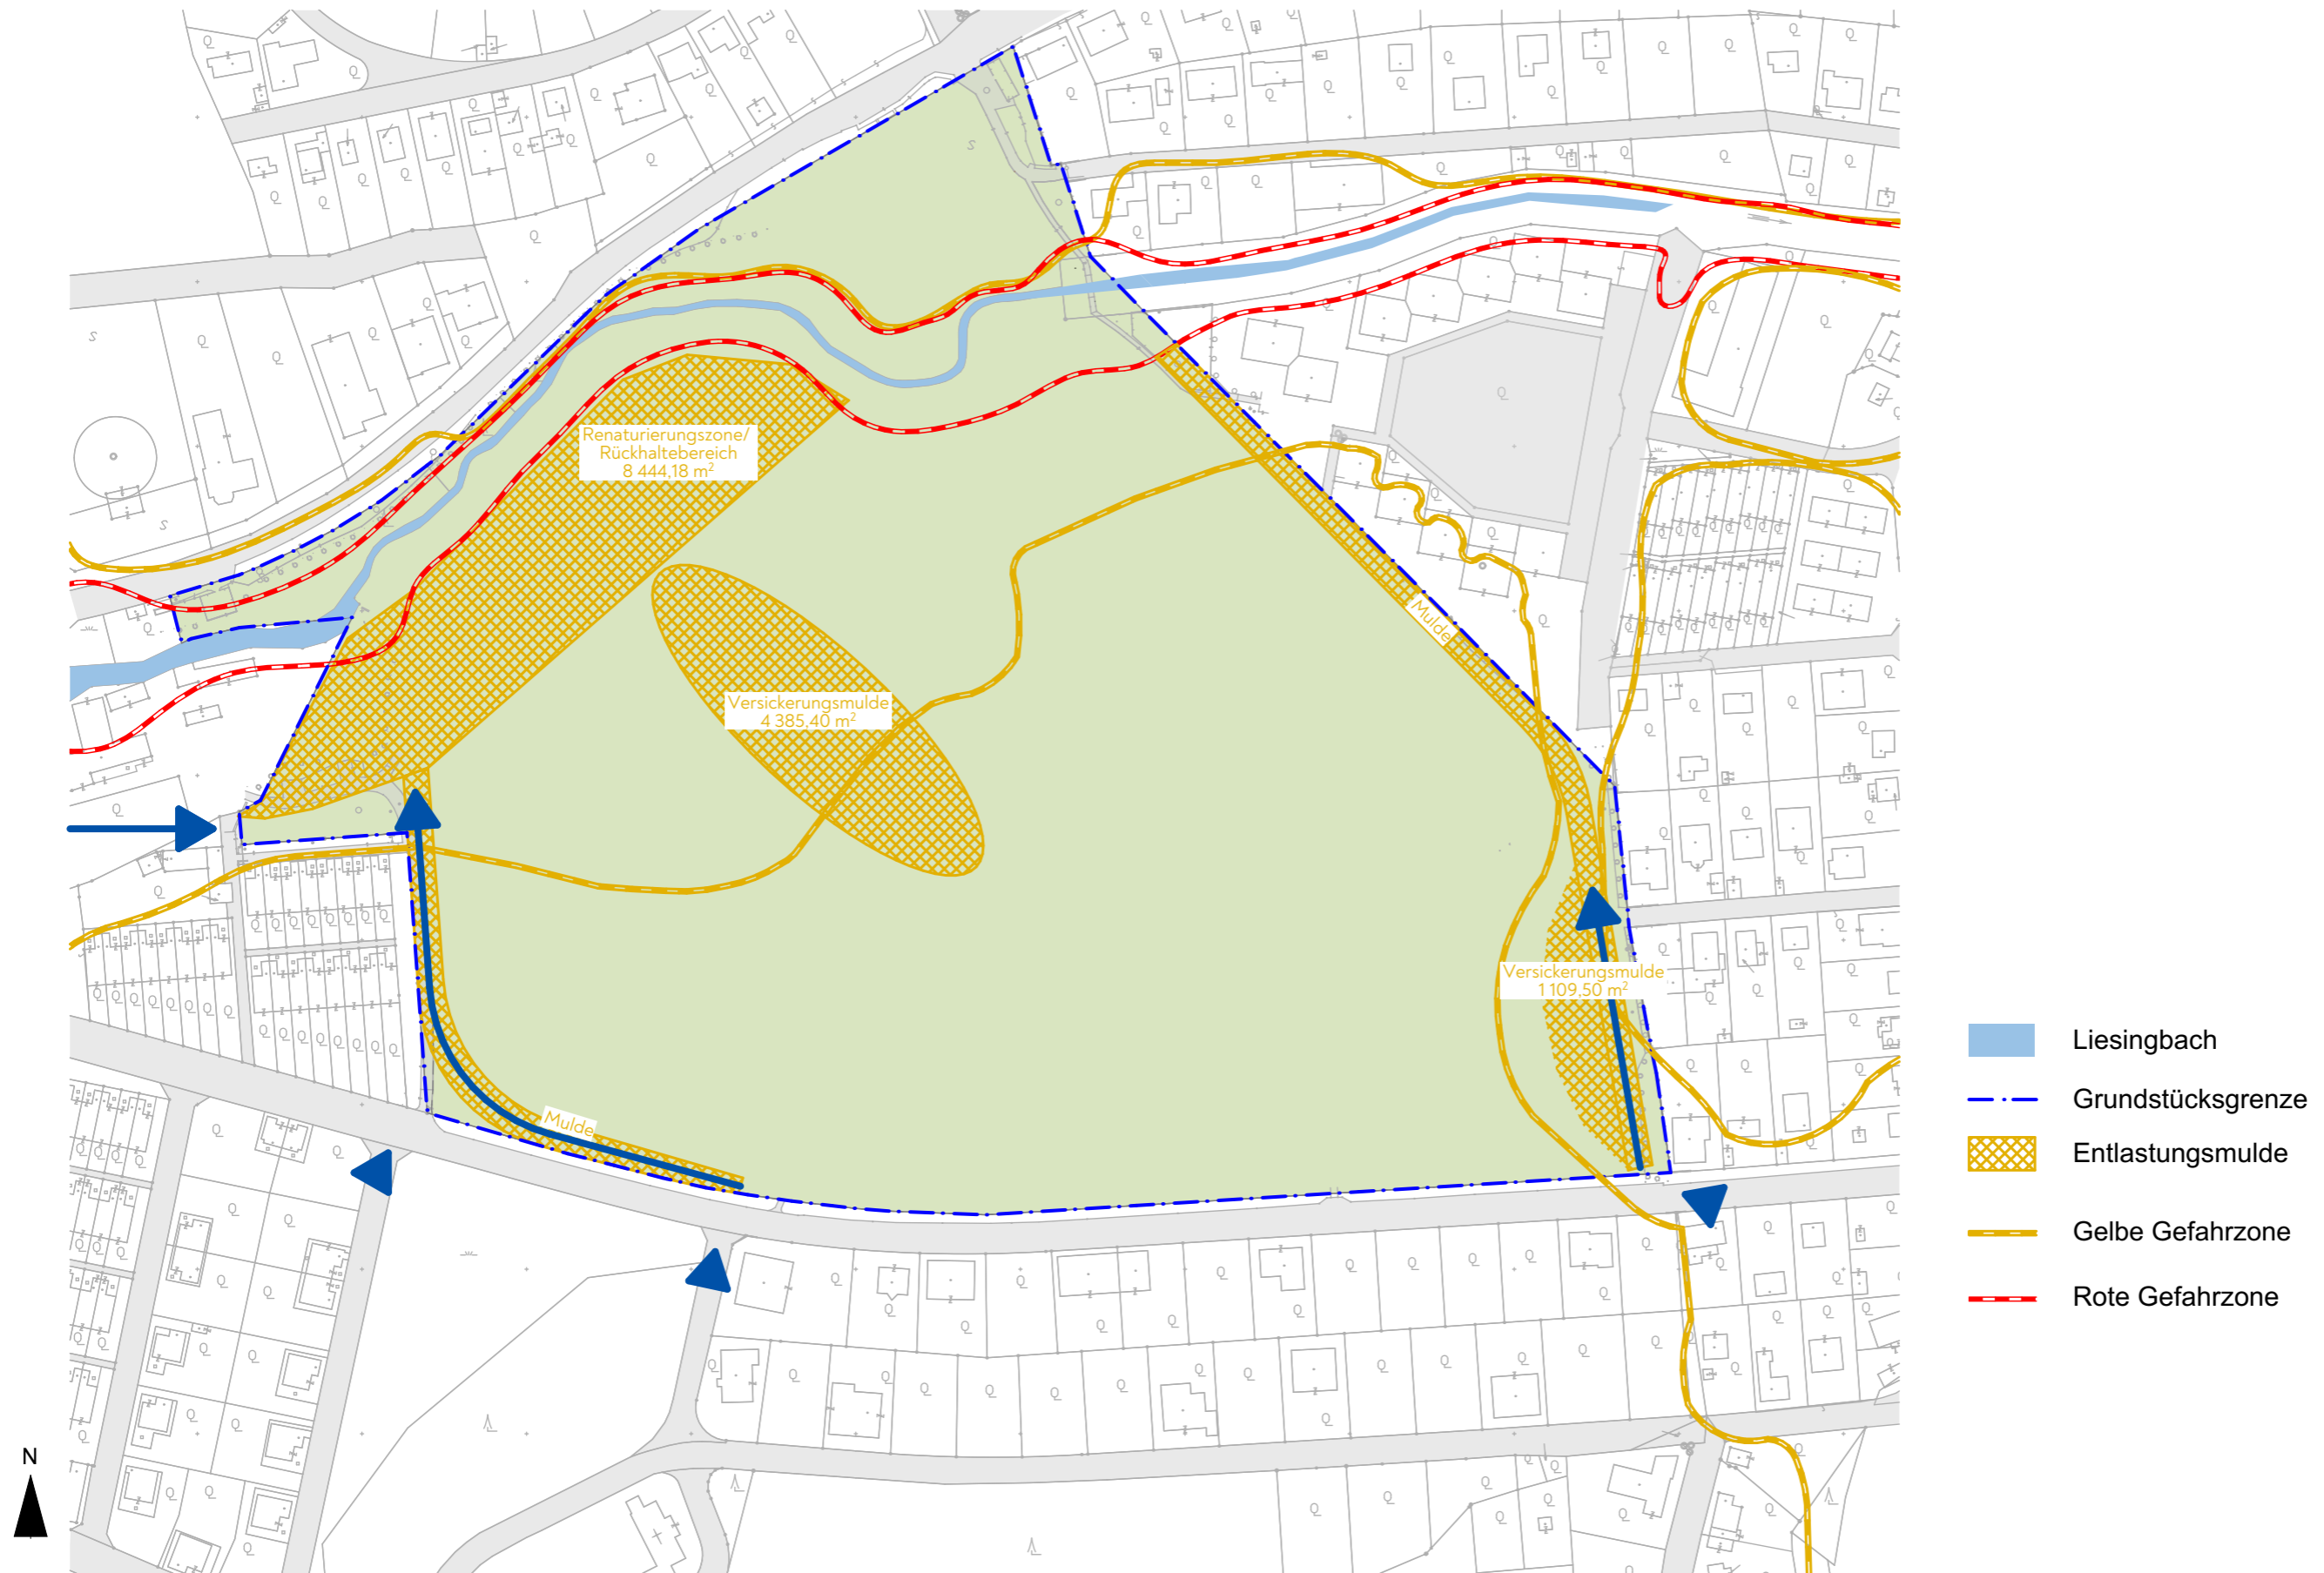 Renaturierungszone/
Rückhaltebereich
8 444,18 m²
Mulde
Versickerungsmulde
4 385,40 m²
Versickerungsmulde
1 109,50 m²
Mulde
Liesingbach
Grundstücksgrenze
Entlastungsmulde
Gelbe Gefahrzone
Rote Gefahrzone
N